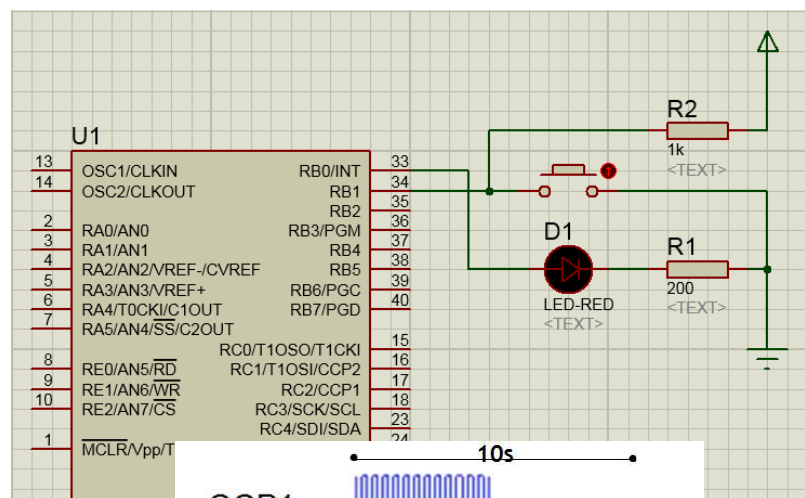 R2
1k
<TEXT>
U1
13 OSC1/CLKIN RB0/INT 33
14 OSC2/CLKOUT RB1 34
RB2 35
2 RA0/AN0 RB3/PGM 36
3 RA1/AN1 RB4 37
4 RA2/AN2/VREF-/CVREF RB5 38
5 RA3/AN3/VREF+ RB6/PGC 39
6 RA4/T0CKI/C1OUT RB7/PGD 40
7 RA5/AN4/SS/C2OUT
RC0/T1OSO/T1CKI 15
8 RE0/AN5/RD RC1/T1OSI/CCP2 16
9 RE1/AN6/WR RC2/CCP1 17
10 RE2/AN7/CS RC3/SCK/SCL 18
RC4/SDI/SDA 23
1 MCLR/Vpp/T 24
D1
LED-RED
<TEXT>
R1
200
<TEXT>
10s